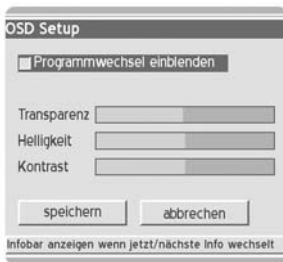 OSD Setup
Programmwechsel einblenden
Transparenz
Helligkeit
Kontrast
speichern abbrechen
Infobar anzeigen wenn jetzt/nächste Info wechselt